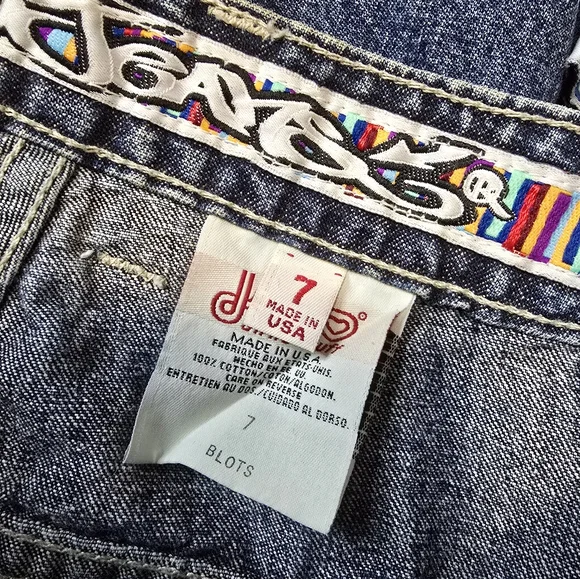 7
MADE IN
USA
®
MADE IN U.S.A.
FABRIQUE AUX ETATS-UNIS.
HECHO EN EE. UU.
100% COTTON/COTON/ALGODON.
CARE ON REVERSE
ENTRETIEN AU DOS./CUIDADO AL DORSO.
7
BLOTS